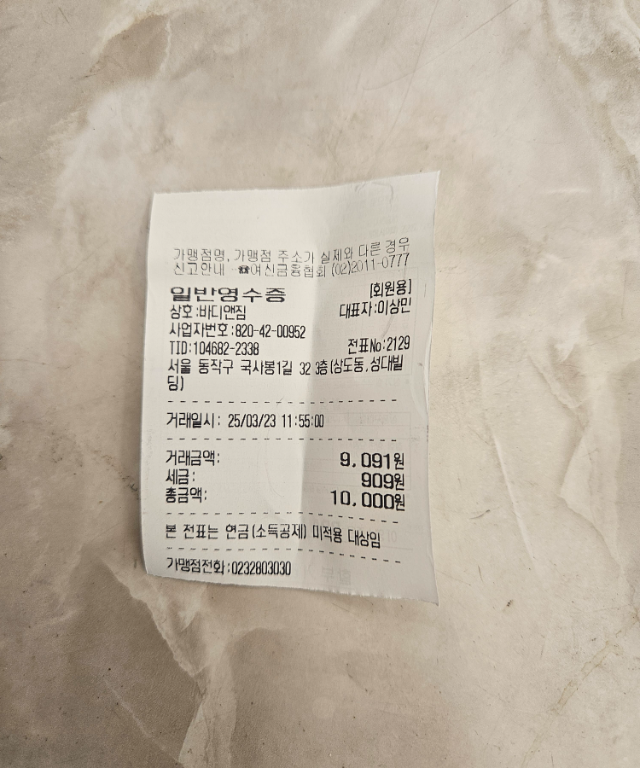 가맹점명, 가맹점 주소가 실제와 다른 경우
신고안내 ☎여신금융협회 (02)2011-0777
일반영수증 [회원용]
상호:바디앤짐 대표자:이상민
사업자번호:820-42-00952
TID:104682-2338 전표No:2129
서울 동작구 국사봉1길 32 3층(상도동,성대빌
딩)
거래일시: 25/03/23 11:55:00
거래금액: 9,091원
세금: 909원
총금액: 10,000원
본 전표는 연금(소득공제) 미적용 대상임
가맹점전화:0232803030